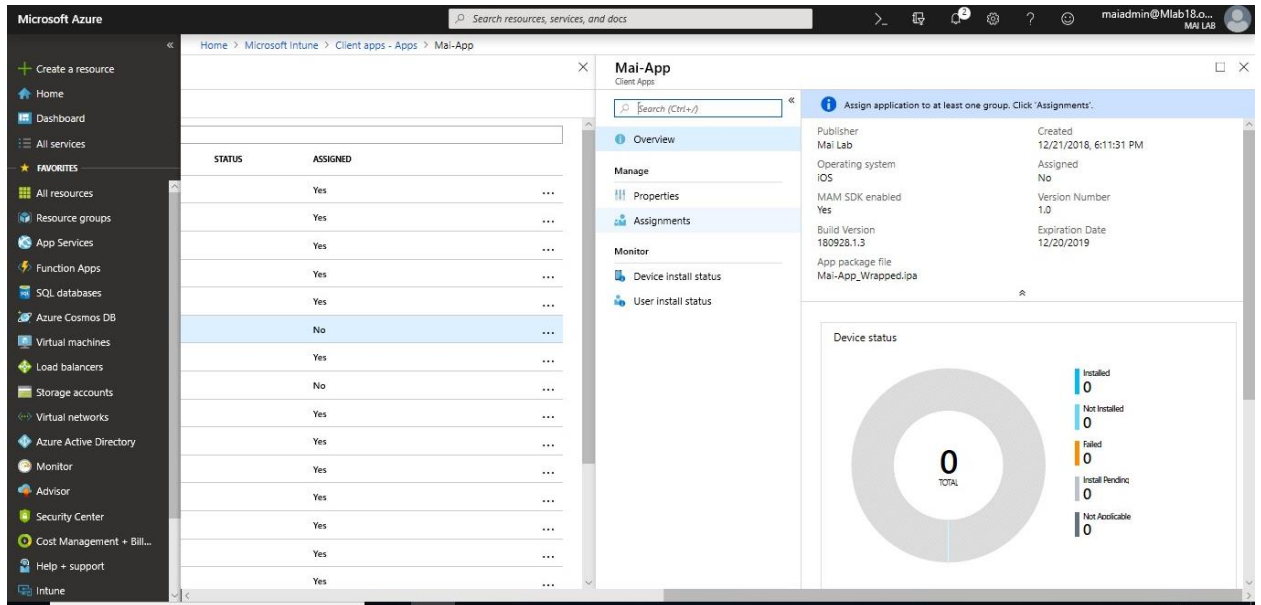 Microsoft Azure
Search resources, services, and docs
2
maiadmin@Mlab18.o...
MAI LAB
Home > Microsoft Intune > Client apps - Apps > Mai-App
Create a resource
Home
Dashboard
All services
FAVORITES
All resources
Resource groups
App Services
Function Apps
SQL databases
Azure Cosmos DB
Virtual machines
Load balancers
Storage accounts
Virtual networks
Azure Active Directory
Monitor
Advisor
Security Center
Cost Management + Bill...
Help + support
Intune
STATUS ASSIGNED
Yes ...
Yes ...
Yes ...
Yes ...
Yes ...
No ...
Yes ...
No ...
Yes ...
Yes ...
Yes ...
Yes ...
Yes ...
Yes ...
Yes ...
Mai-App
Client Apps
Search (Ctrl+/)
Overview
Manage
Properties
Assignments
Monitor
Device install status
User install status
Assign application to at least one group. Click 'Assignments'.
Publisher
Mai Lab
Operating system
iOS
MAM SDK enabled
Yes
Build Version
180928.1.3
App package file
Mai-App_Wrapped.ipa
Created
12/21/2018, 6:11:31 PM
Assigned
No
Version Number
1.0
Expiration Date
12/20/2019
Device status
0
TOTAL
Installed
0
Not Installed
0
Failed
0
Install Pending
0
Not Applicable
0